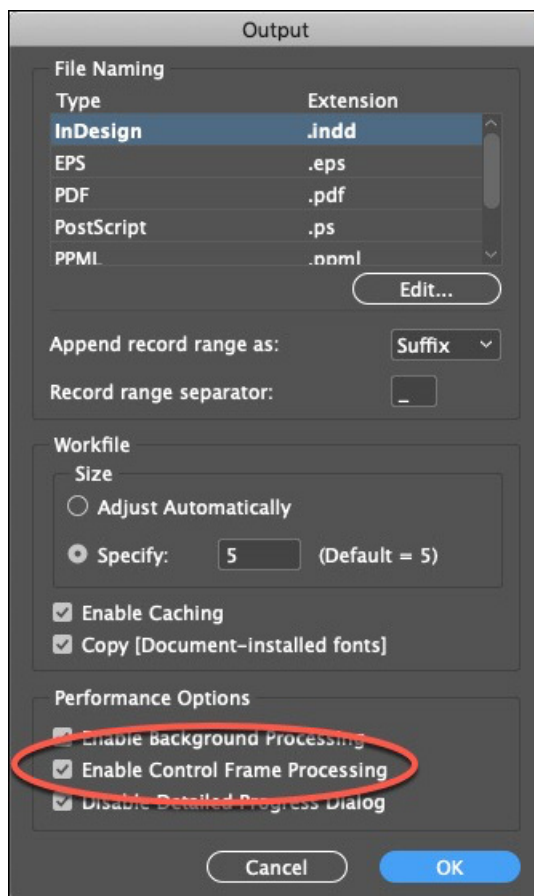 Output
File Naming
Type Extension
InDesign .indd
EPS .eps
PDF .pdf
PostScript .ps
PPML .ppml
Edit...
Append record range as: Suffix
Record range separator: _
Workfile
Size
Adjust Automatically
Specify: 5 (Default = 5)
Enable Caching
Copy [Document-installed fonts]
Performance Options
Enable Background Processing
Enable Control Frame Processing
Disable Detailed Progress Dialog
Cancel OK